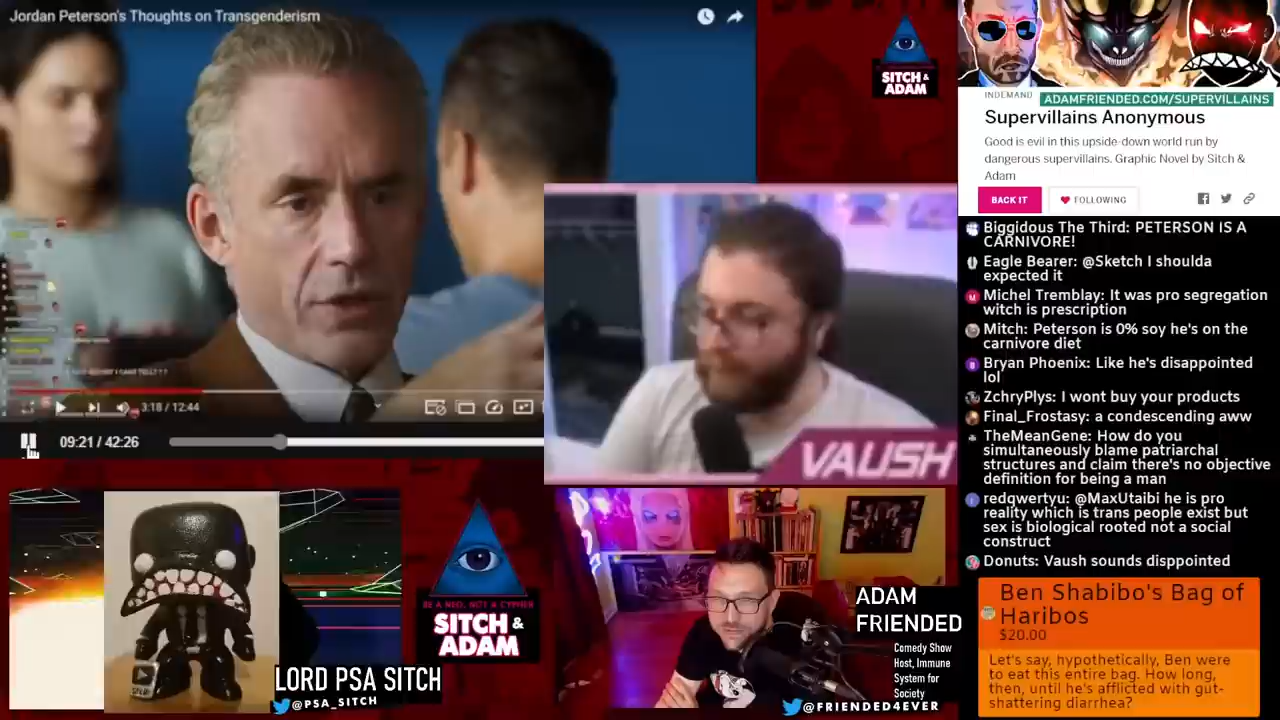 Jordan Peterson's Thoughts on Transgenderism
3:18 / 12:44
09:21 / 42:26
SITCH &
ADAM
VAUSH
BE A NEO, NOT A CYPHER
SITCH &
ADAM
LORD PSA SITCH
@PSA_SITCH
ADAM
FRIENDED
Comedy Show
Host, Immune
System for
Society
@FRIENDED4EVER
INDEMAND
ADAMFRIENDED.COM/SUPERVILLAINS
Supervillains Anonymous
Good is evil in this upside-down world run by
dangerous supervillains. Graphic Novel by Sitch &
Adam
BACK IT
FOLLOWING
Biggidous The Third: PETERSON IS A
CARNIVORE!
Eagle Bearer: @Sketch I shoulda
expected it
Michel Tremblay: It was pro segregation
witch is prescription
Mitch: Peterson is 0% soy he's on the
carnivore diet
Bryan Phoenix: Like he's disappointed
lol
ZchryPlys: I wont buy your products
Final_Frostasy: a condescending aww
TheMeanGene: How do you
simultaneously blame patriarchal
structures and claim there's no objective
definition for being a man
redqwertyu: @MaxUtaibi he is pro
reality which is trans people exist but
sex is biological rooted not a social
construct
Donuts: Vaush sounds disppointed
Ben Shabibo's Bag of
Haribos
$20.00
Let's say, hypothetically, Ben were
to eat this entire bag. How long,
then, until he's afflicted with gut-
shattering diarrhea?